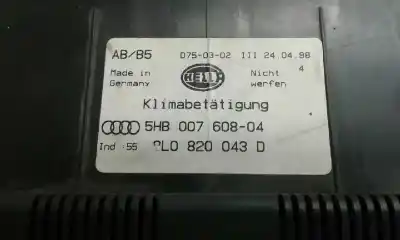 AB/B5 D75-03-02 III 24.04.98
Made in Germany
HELLA
Nicht werfen
4
Klimabetätigung
5HB 007 608-04
Ind 55 8L0 820 043 D